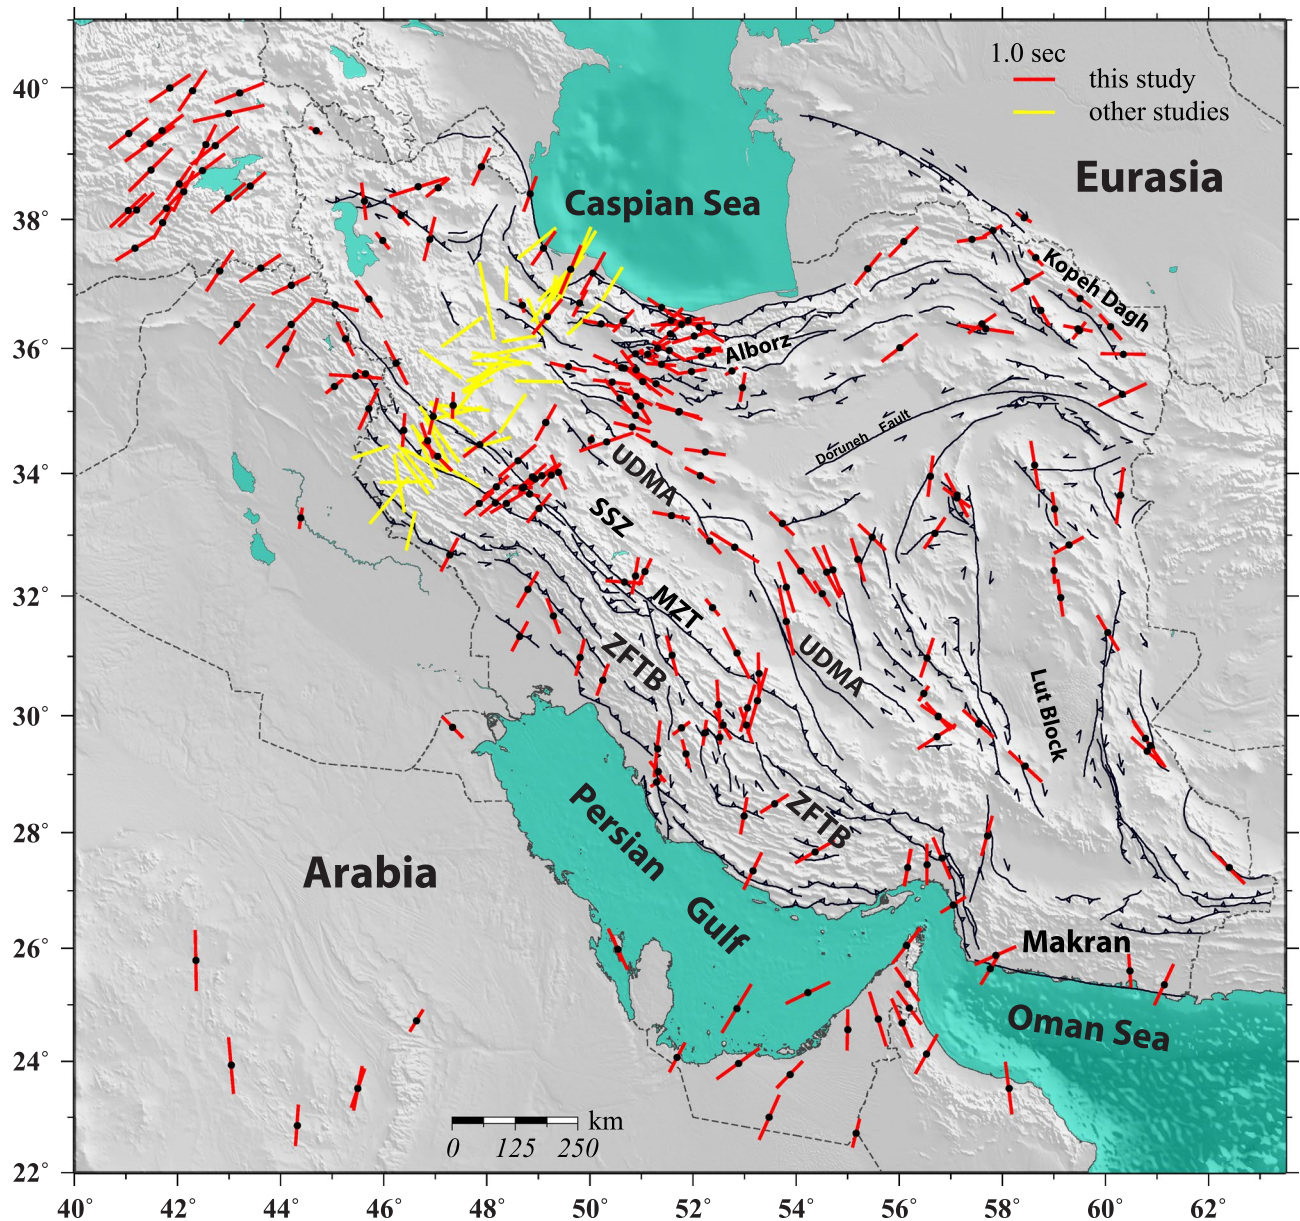 1.0 sec
this study
other studies
40°
38°
36°
34°
32°
30°
28°
26°
24°
22°
Eurasia
Caspian Sea
Kopeh Dagh
Alborz
Doruneh Fault
UDMA
SSZ
MZT
ZFTB
UDMA
Lut Block
ZFTB
Persian
Gulf
Arabia
Makran
Oman Sea
km
0 125 250
40° 42° 44° 46° 48° 50° 52° 54° 56° 58° 60° 62°